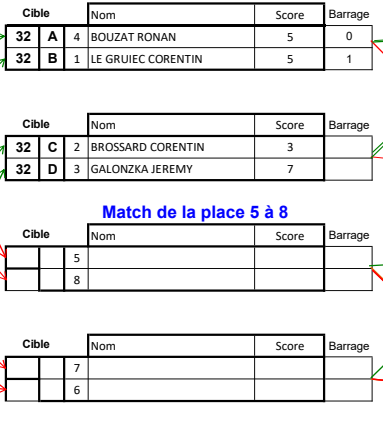 Cible Nom Score Barrage
32 A 4 BOUZAT RONAN 5 0
32 B 1 LE GRUIEC CORENTIN 5 1
Cible Nom Score Barrage
32 C 2 BROSSARD CORENTIN 3
32 D 3 GALONZKA JEREMY 7
Match de la place 5 à 8
Cible Nom Score Barrage
5
8
Cible Nom Score Barrage
7
6